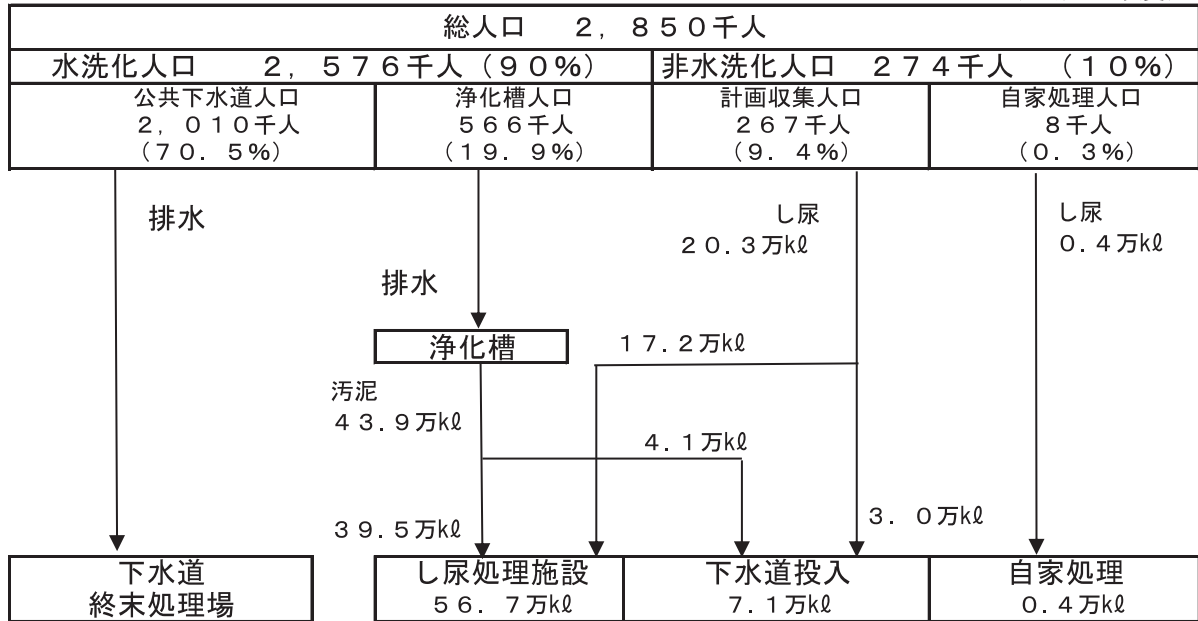 総人口　２，８５０千人
水洗化人口　２，５７６千人（９０%）
非水洗化人口　２７４千人　（１０%）
公共下水道人口
２，０１０千人
（７０．５%）
浄化槽人口
５６６千人
（１９．９%）
計画収集人口
２６７千人
（９．４%）
自家処理人口
８千人
（０．３%）
排水
し尿
２０．３万kℓ
し尿
０．４万kℓ
排水
浄化槽
１７．２万kℓ
汚泥
４３．９万kℓ
４．１万kℓ
３９．５万kℓ
３．０万kℓ
下水道
終末処理場
し尿処理施設
５６．７万kℓ
下水道投入
７．１万kℓ
自家処理
０．４万kℓ